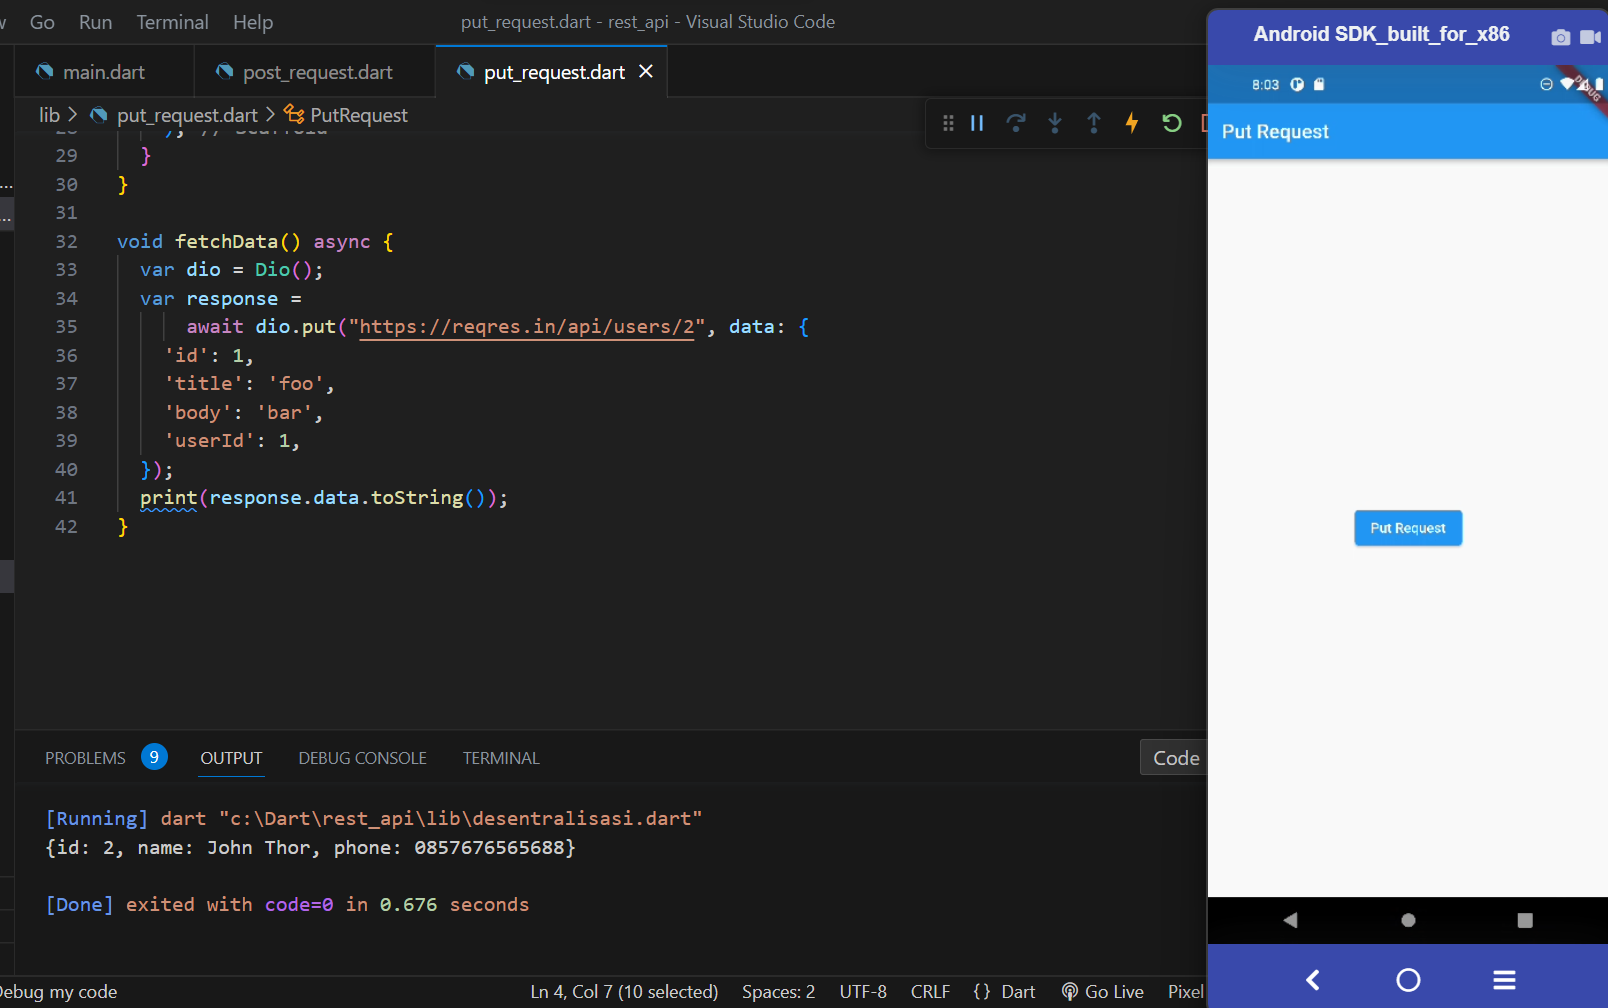 Go Run Terminal Help put_request.dart - rest_api - Visual Studio Code
main.dart post_request.dart put_request.dart
lib > put_request.dart > PutRequest
29 }
30 }
31
32 void fetchData() async {
33 var dio = Dio();
34 var response =
35 await dio.put("https://reqres.in/api/users/2", data: {
36 'id': 1,
37 'title': 'foo',
38 'body': 'bar',
39 'userId': 1,
40 });
41 print(response.data.toString());
42 }
PROBLEMS 9 OUTPUT DEBUG CONSOLE TERMINAL Code
[Running] dart "c:\Dart\rest_api\lib\desentralisasi.dart"
{id: 2, name: John Thor, phone: 0857676565688}
[Done] exited with code=0 in 0.676 seconds
Debug my code Ln 4, Col 7 (10 selected) Spaces: 2 UTF-8 CRLF {} Dart Go Live Pixel
Android SDK_built_for_x86
8:03
DEBUG
Put Request
Put Request